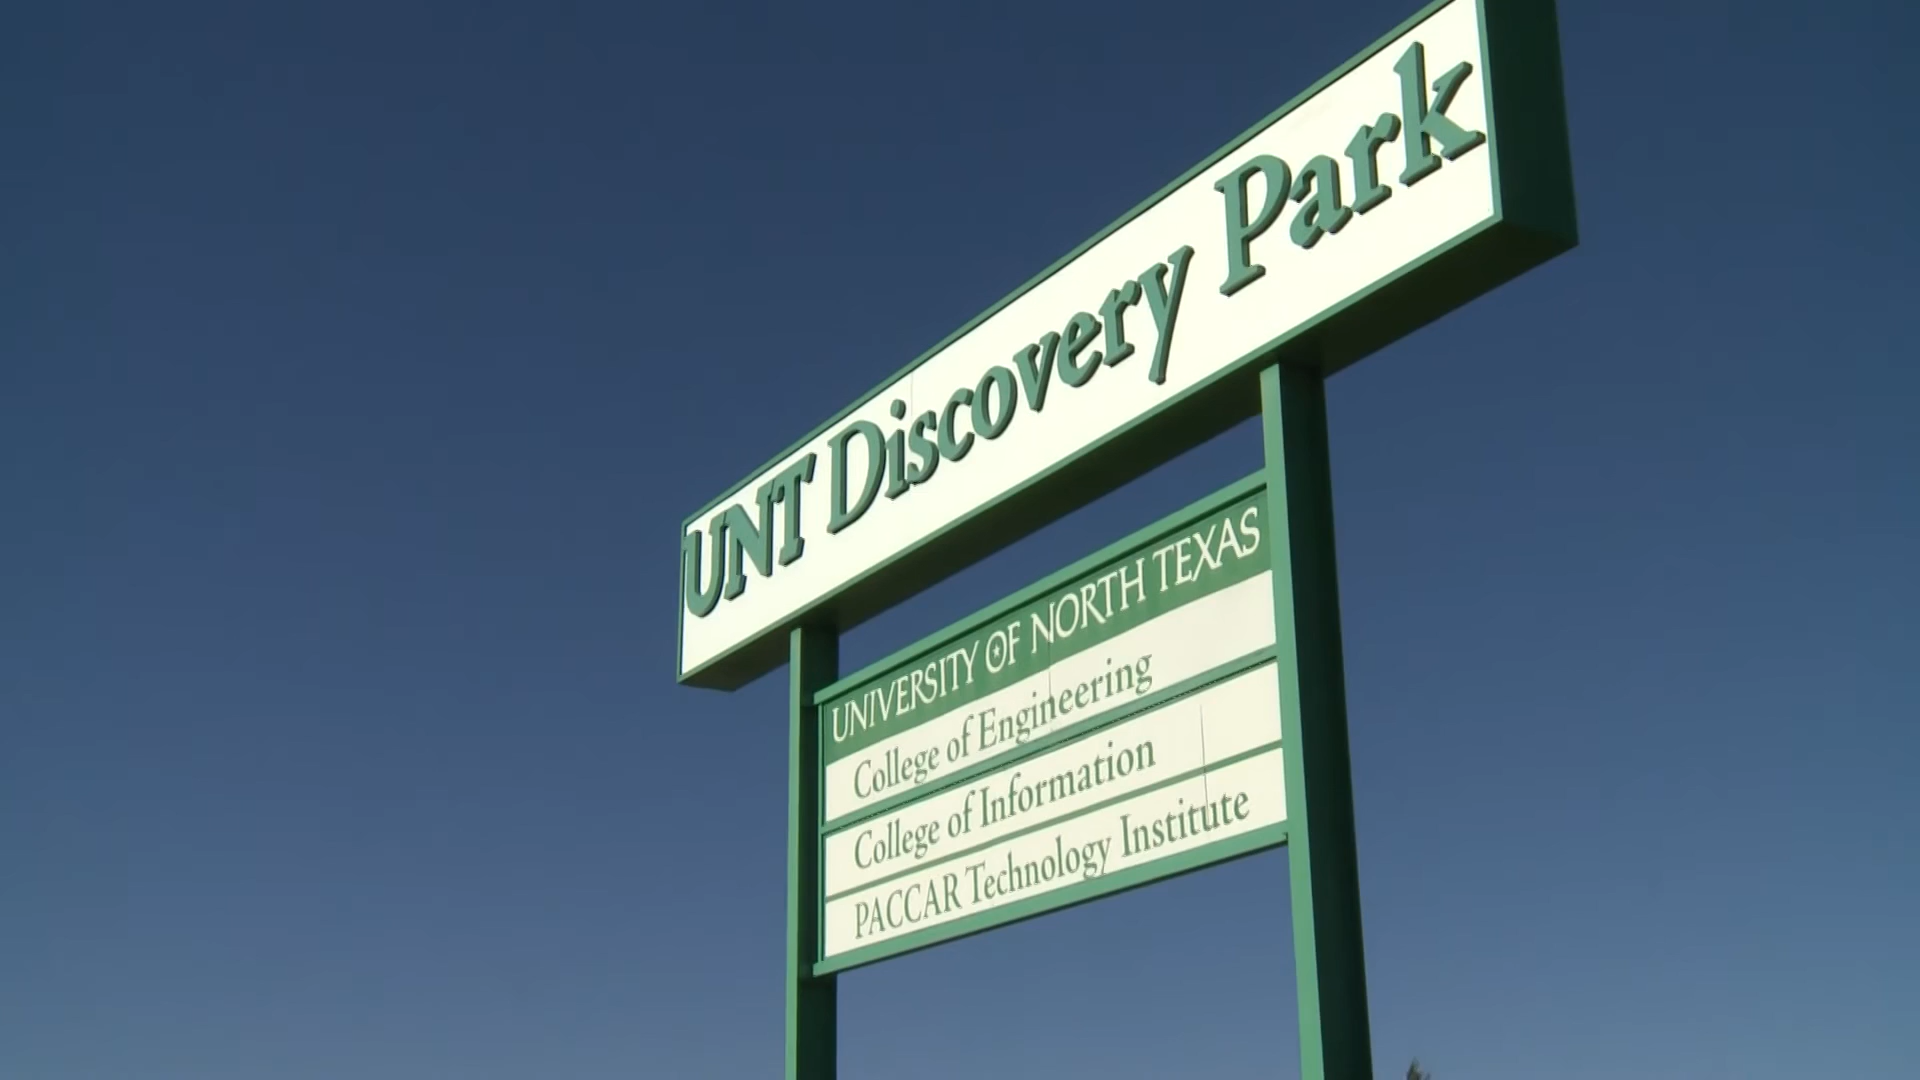 UNT Discovery Park
UNIVERSITY OF NORTH TEXAS
College of Engineering
College of Information
PACCAR Technology Institute